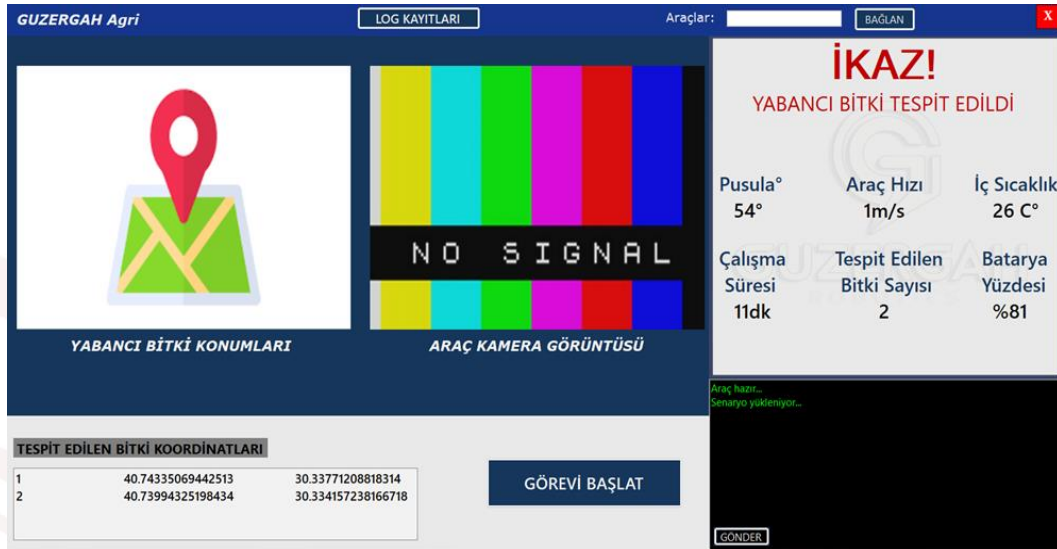 GUZERGAH Agri
LOG KAYITLARI
Araçlar:
BAĞLAN
X
İKAZ!
YABANCI BİTKİ TESPİT EDİLDİ
Pusula° Araç Hızı İç Sıcaklık
54° 1m/s 26 C°
Çalışma Tespit Edilen Batarya
Süresi Bitki Sayısı Yüzdesi
11dk 2 %81
NO SIGNAL
YABANCI BİTKİ KONUMLARI
ARAÇ KAMERA GÖRÜNTÜSÜ
Araç hazır...
Senaryo yükleniyor...
TESPİT EDİLEN BİTKİ KOORDİNATLARI
1 40.74335069442513 30.33771208818314
2 40.73994325198434 30.334157238166718
GÖREVİ BAŞLAT
GÖNDER
GUZERGAH